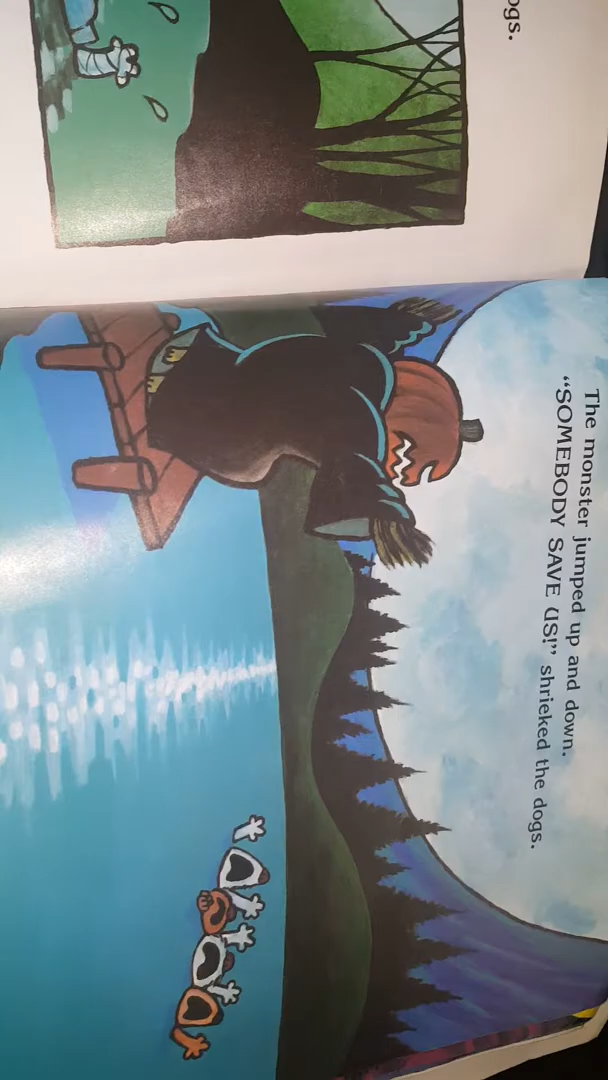 The monster jumped up and down.
“SOMEBODY SAVE US!” shrieked the dogs.